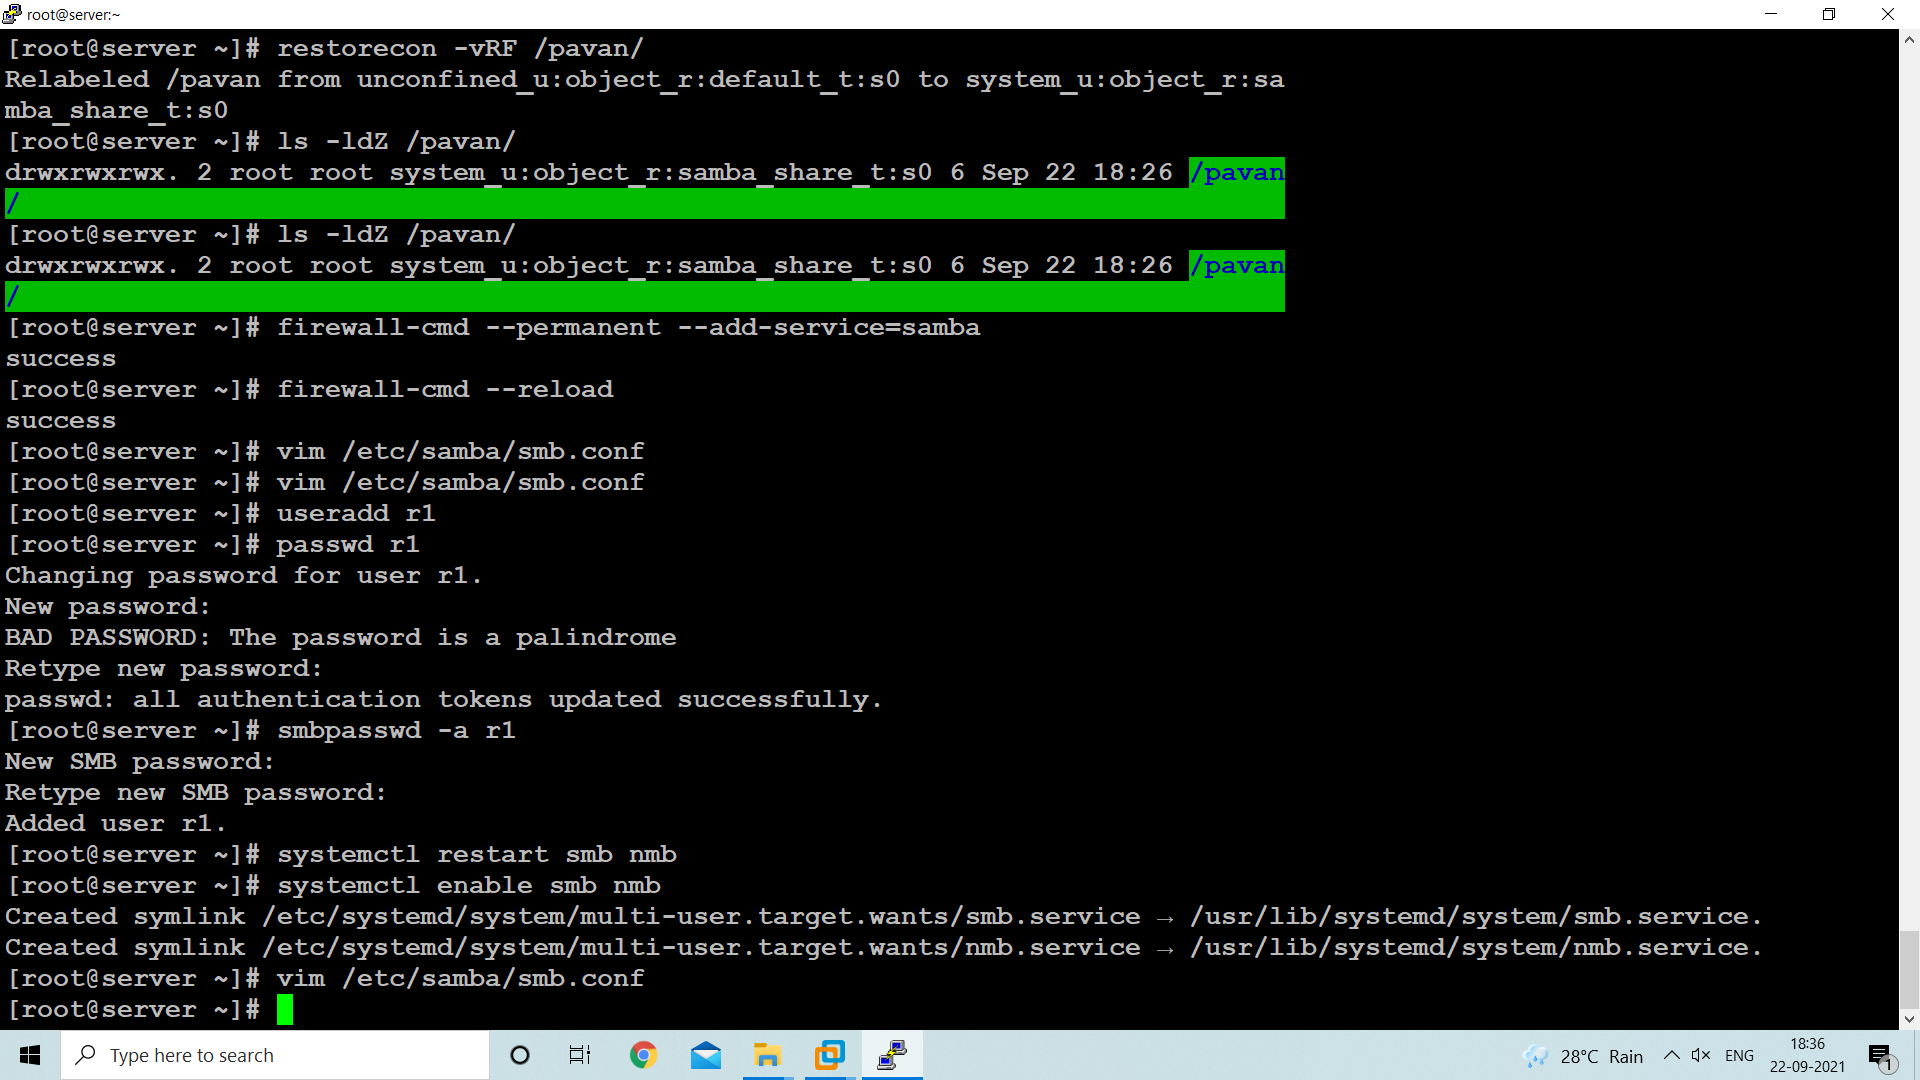 root@server:~
[root@server ~]# restorecon -vRF /pavan/
Relabeled /pavan from unconfined_u:object_r:default_t:s0 to system_u:object_r:sa
mba_share_t:s0
[root@server ~]# ls -ldZ /pavan/
drwxrwxrwx. 2 root root system_u:object_r:samba_share_t:s0 6 Sep 22 18:26 /pavan
/
[root@server ~]# ls -ldZ /pavan/
drwxrwxrwx. 2 root root system_u:object_r:samba_share_t:s0 6 Sep 22 18:26 /pavan
/
[root@server ~]# firewall-cmd --permanent --add-service=samba
success
[root@server ~]# firewall-cmd --reload
success
[root@server ~]# vim /etc/samba/smb.conf
[root@server ~]# vim /etc/samba/smb.conf
[root@server ~]# useradd r1
[root@server ~]# passwd r1
Changing password for user r1.
New password:
BAD PASSWORD: The password is a palindrome
Retype new password:
passwd: all authentication tokens updated successfully.
[root@server ~]# smbpasswd -a r1
New SMB password:
Retype new SMB password:
Added user r1.
[root@server ~]# systemctl restart smb nmb
[root@server ~]# systemctl enable smb nmb
Created symlink /etc/systemd/system/multi-user.target.wants/smb.service → /usr/lib/systemd/system/smb.service.
Created symlink /etc/systemd/system/multi-user.target.wants/nmb.service → /usr/lib/systemd/system/nmb.service.
[root@server ~]# vim /etc/samba/smb.conf
[root@server ~]#
Type here to search
28°C Rain
ENG
18:36
22-09-2021
1